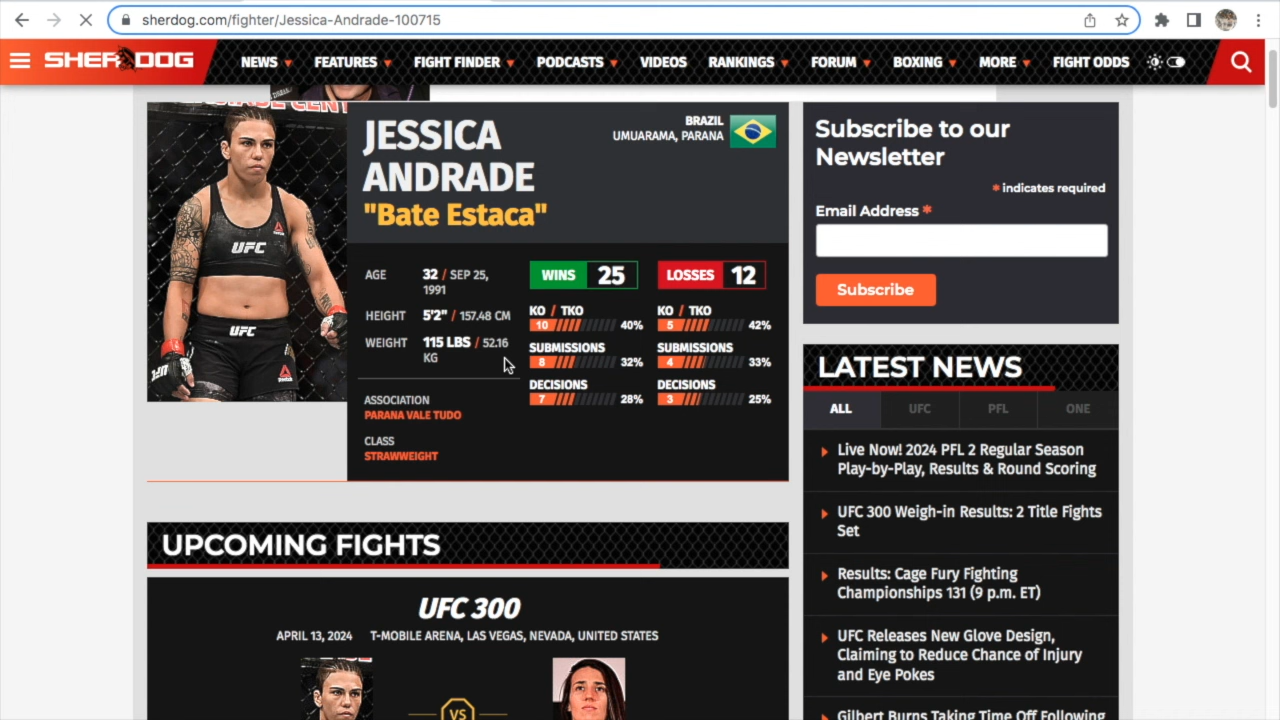 sherdog.com/fighter/Jessica-Andrade-100715
SHERDOG
NEWS FEATURES FIGHT FINDER PODCASTS VIDEOS RANKINGS FORUM BOXING MORE FIGHT ODDS
JESSICA
ANDRADE
"Bate Estaca"
BRAZIL
UMUARAMA, PARANA
UFC
UFC
AGE 32 / SEP 25,
1991
HEIGHT 5'2" / 157.48 CM
WEIGHT 115 LBS / 52.16
KG
ASSOCIATION
PARANA VALE TUDO
CLASS
STRAWWEIGHT
WINS 25
KO / TKO
10 40%
SUBMISSIONS
8 32%
DECISIONS
7 28%
LOSSES 12
KO / TKO
5 42%
SUBMISSIONS
4 33%
DECISIONS
3 25%
UPCOMING FIGHTS
UFC 300
APRIL 13, 2024 T-MOBILE ARENA, LAS VEGAS, NEVADA, UNITED STATES
VS
Subscribe to our
Newsletter
* indicates required
Email Address *
Subscribe
LATEST NEWS
ALL UFC PFL ONE
Live Now! 2024 PFL 2 Regular Season
Play-by-Play, Results & Round Scoring
UFC 300 Weigh-in Results: 2 Title Fights
Set
Results: Cage Fury Fighting
Championships 131 (9 p.m. ET)
UFC Releases New Glove Design,
Claiming to Reduce Chance of Injury
and Eye Pokes
Gilbert Burns Taking Time Off Following